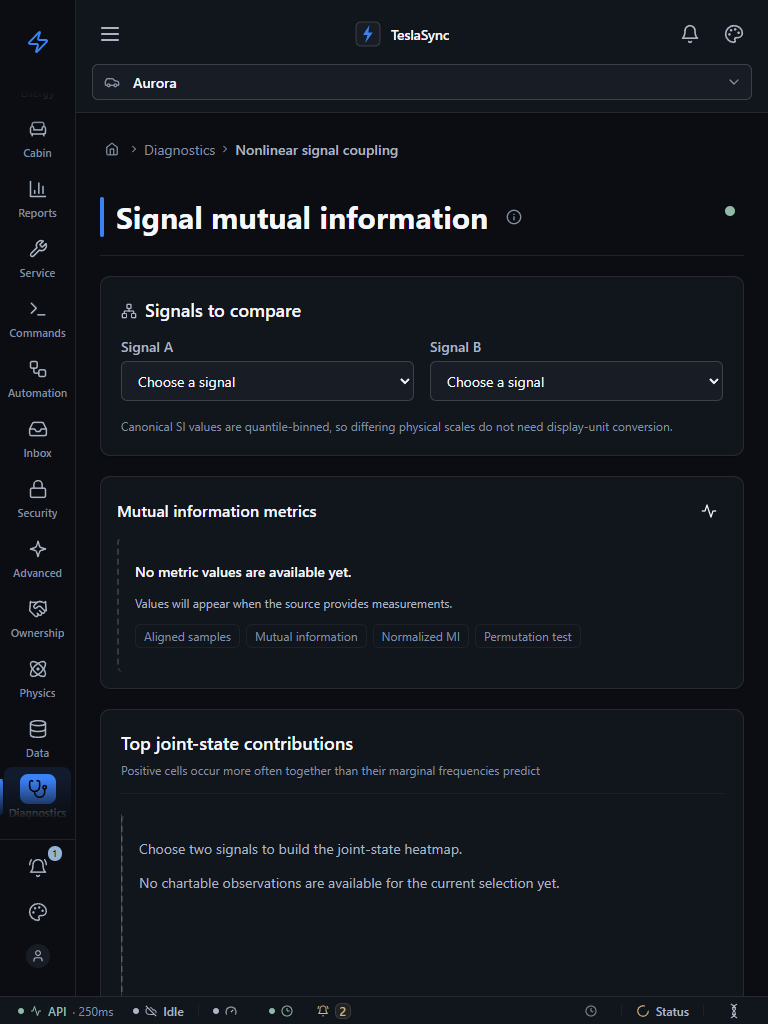 TeslaSync
Aurora
Energy
Cabin
Reports
Service
Commands
Automation
Inbox
Security
Advanced
Ownership
Physics
Data
Diagnostics
1
Diagnostics > Nonlinear signal coupling
Signal mutual information
Signals to compare
Signal A
Signal B
Choose a signal
Choose a signal
Canonical SI values are quantile-binned, so differing physical scales do not need display-unit conversion.
Mutual information metrics
No metric values are available yet.
Values will appear when the source provides measurements.
Aligned samples
Mutual information
Normalized MI
Permutation test
Top joint-state contributions
Positive cells occur more often together than their marginal frequencies predict
Choose two signals to build the joint-state heatmap.
No chartable observations are available for the current selection yet.
API · 250ms
Idle
2
Status